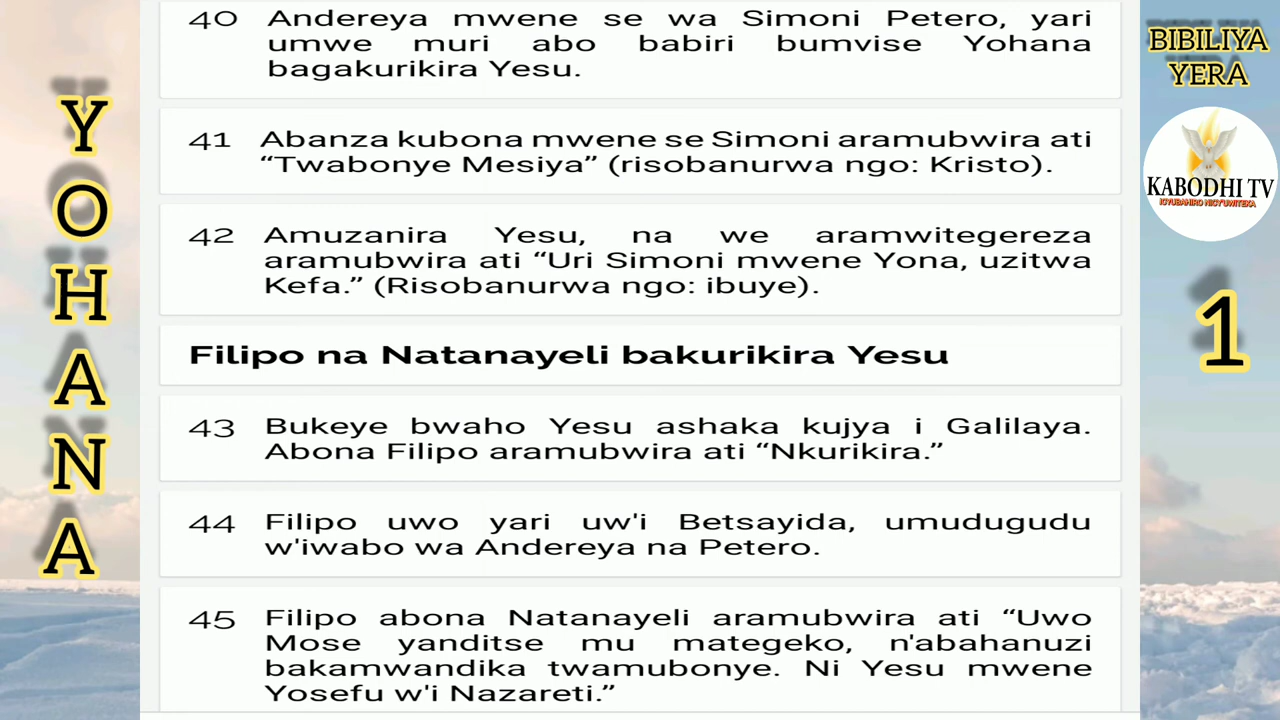 YOHANA
40 Andereya mwene se wa Simoni Petero, yari
umwe muri abo babiri bumvise Yohana
bagakurikira Yesu.
41 Abanza kubona mwene se Simoni aramubwira ati
“Twabonye Mesiya” (risobanurwa ngo: Kristo).
42 Amuzanira Yesu, na we aramwitegereza
aramubwira ati “Uri Simoni mwene Yona, uzitwa
Kefa.” (Risobanurwa ngo: ibuye).
Filipo na Natanayeli bakurikira Yesu
43 Bukeye bwaho Yesu ashaka kujya i Galilaya.
Abona Filipo aramubwira ati “Nkurikira.”
44 Filipo uwo yari uw'i Betsayida, umudugudu
w'iwabo wa Andereya na Petero.
45 Filipo abona Natanayeli aramubwira ati “Uwo
Mose yanditse mu mategeko, n'abahanuzi
bakamwandika twamubonye. Ni Yesu mwene
Yosefu w'i Nazareti.”
BIBILIYA
YERA
KABODHI TV
ICYUBAHIRO NICY'UWITEKA
1